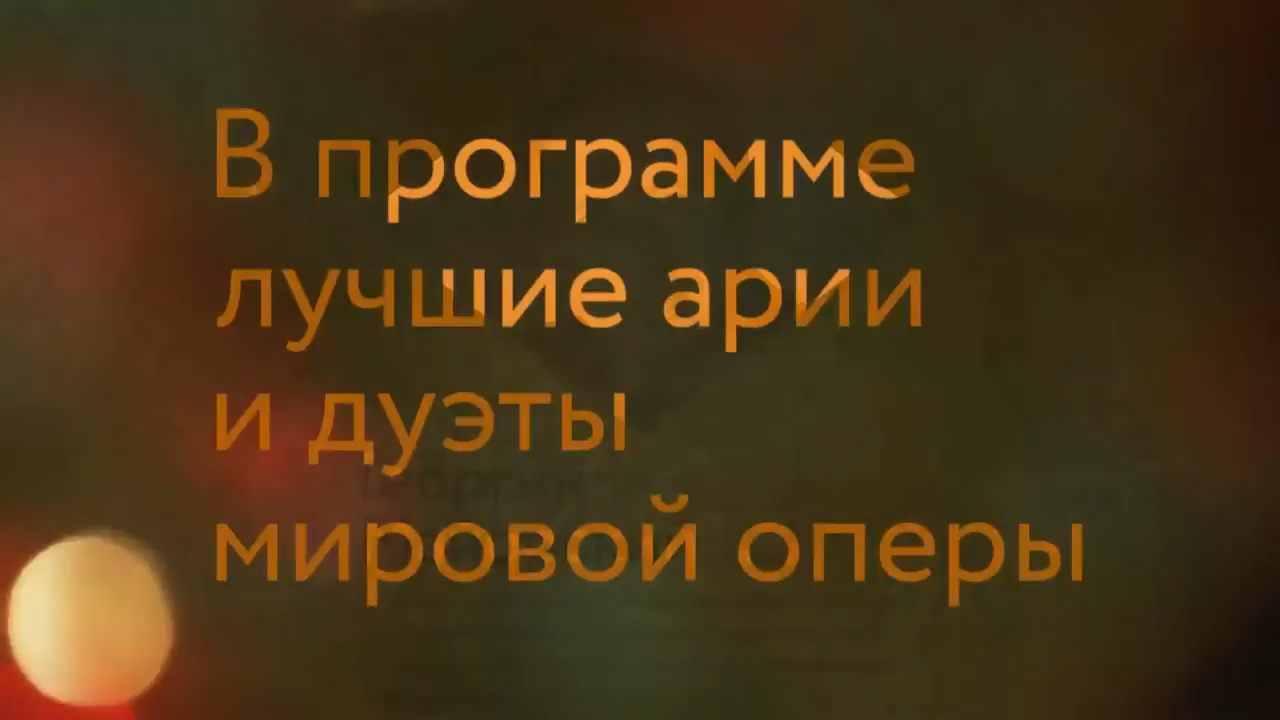 В программе
лучшие арии
и дуэты
мировой оперы